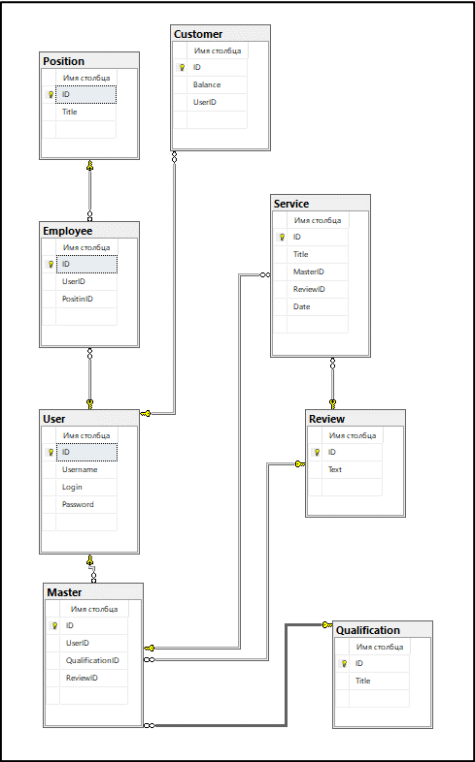 Customer
Имя столбца
ID
Balance
UserID
Position
Имя столбца
ID
Title
Employee
Имя столбца
ID
UserID
PositinID
Service
Имя столбца
ID
Title
MasterID
ReviewID
Date
User
Имя столбца
ID
Username
Login
Password
Review
Имя столбца
ID
Text
Master
Имя столбца
ID
UserID
QualificationID
ReviewID
Qualification
Имя столбца
ID
Title